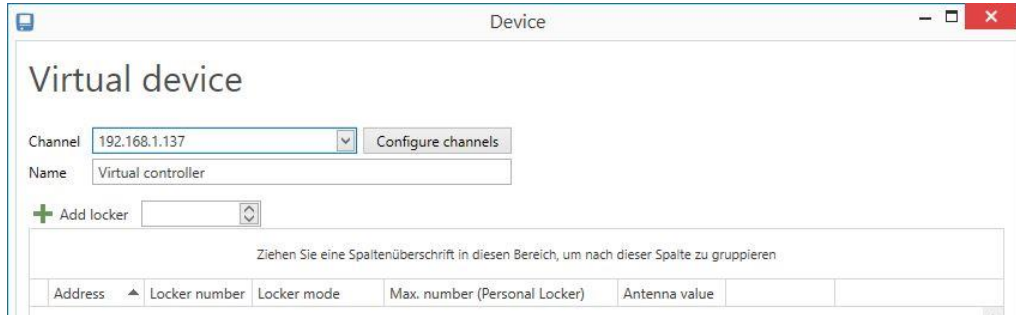 Device
Virtual device
Channel 192.168.1.137 Configure channels
Name Virtual controller
Add locker
Ziehen Sie eine Spaltenüberschrift in diesen Bereich, um nach dieser Spalte zu gruppieren
Address Locker number Locker mode Max. number (Personal Locker) Antenna value